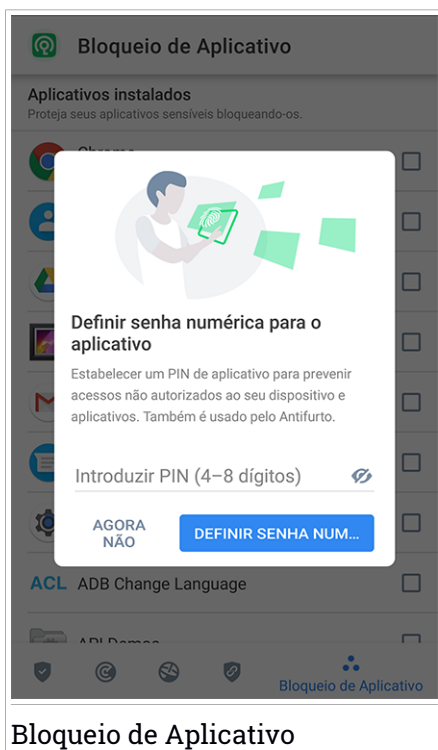 Bloqueio de Aplicativo
Aplicativos instalados
Proteja seus aplicativos sensíveis bloqueando-os.
Definir senha numérica para o
aplicativo
Estabelecer um PIN de aplicativo para prevenir
acessos não autorizados ao seu dispositivo e
aplicativos. Também é usado pelo Antifurto.
Introduzir PIN (4–8 dígitos)
AGORA
NÃO
DEFINIR SENHA NUM...
ACL ADB Change Language
Bloqueio de Aplicativo
Bloqueio de Aplicativo